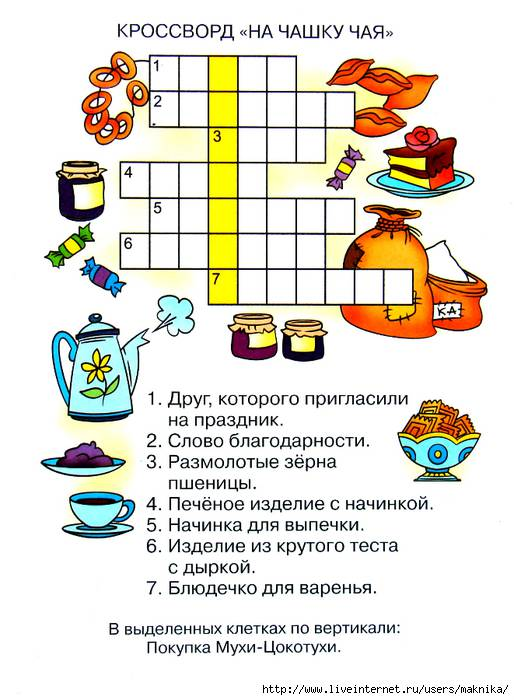 КРОССВОРД «НА ЧАШКУ ЧАЯ»
1
2
3
4
5
6
7
КА
1. Друг, которого пригласили
на праздник.
2. Слово благодарности.
3. Размолотые зёрна
пшеницы.
4. Печёное изделие с начинкой.
5. Начинка для выпечки.
6. Изделие из крутого теста
с дыркой.
7. Блюдечко для варенья.
В выделенных клетках по вертикали:
Покупка Мухи-Цокотухи.
http://www.liveinternet.ru/users/maknika/